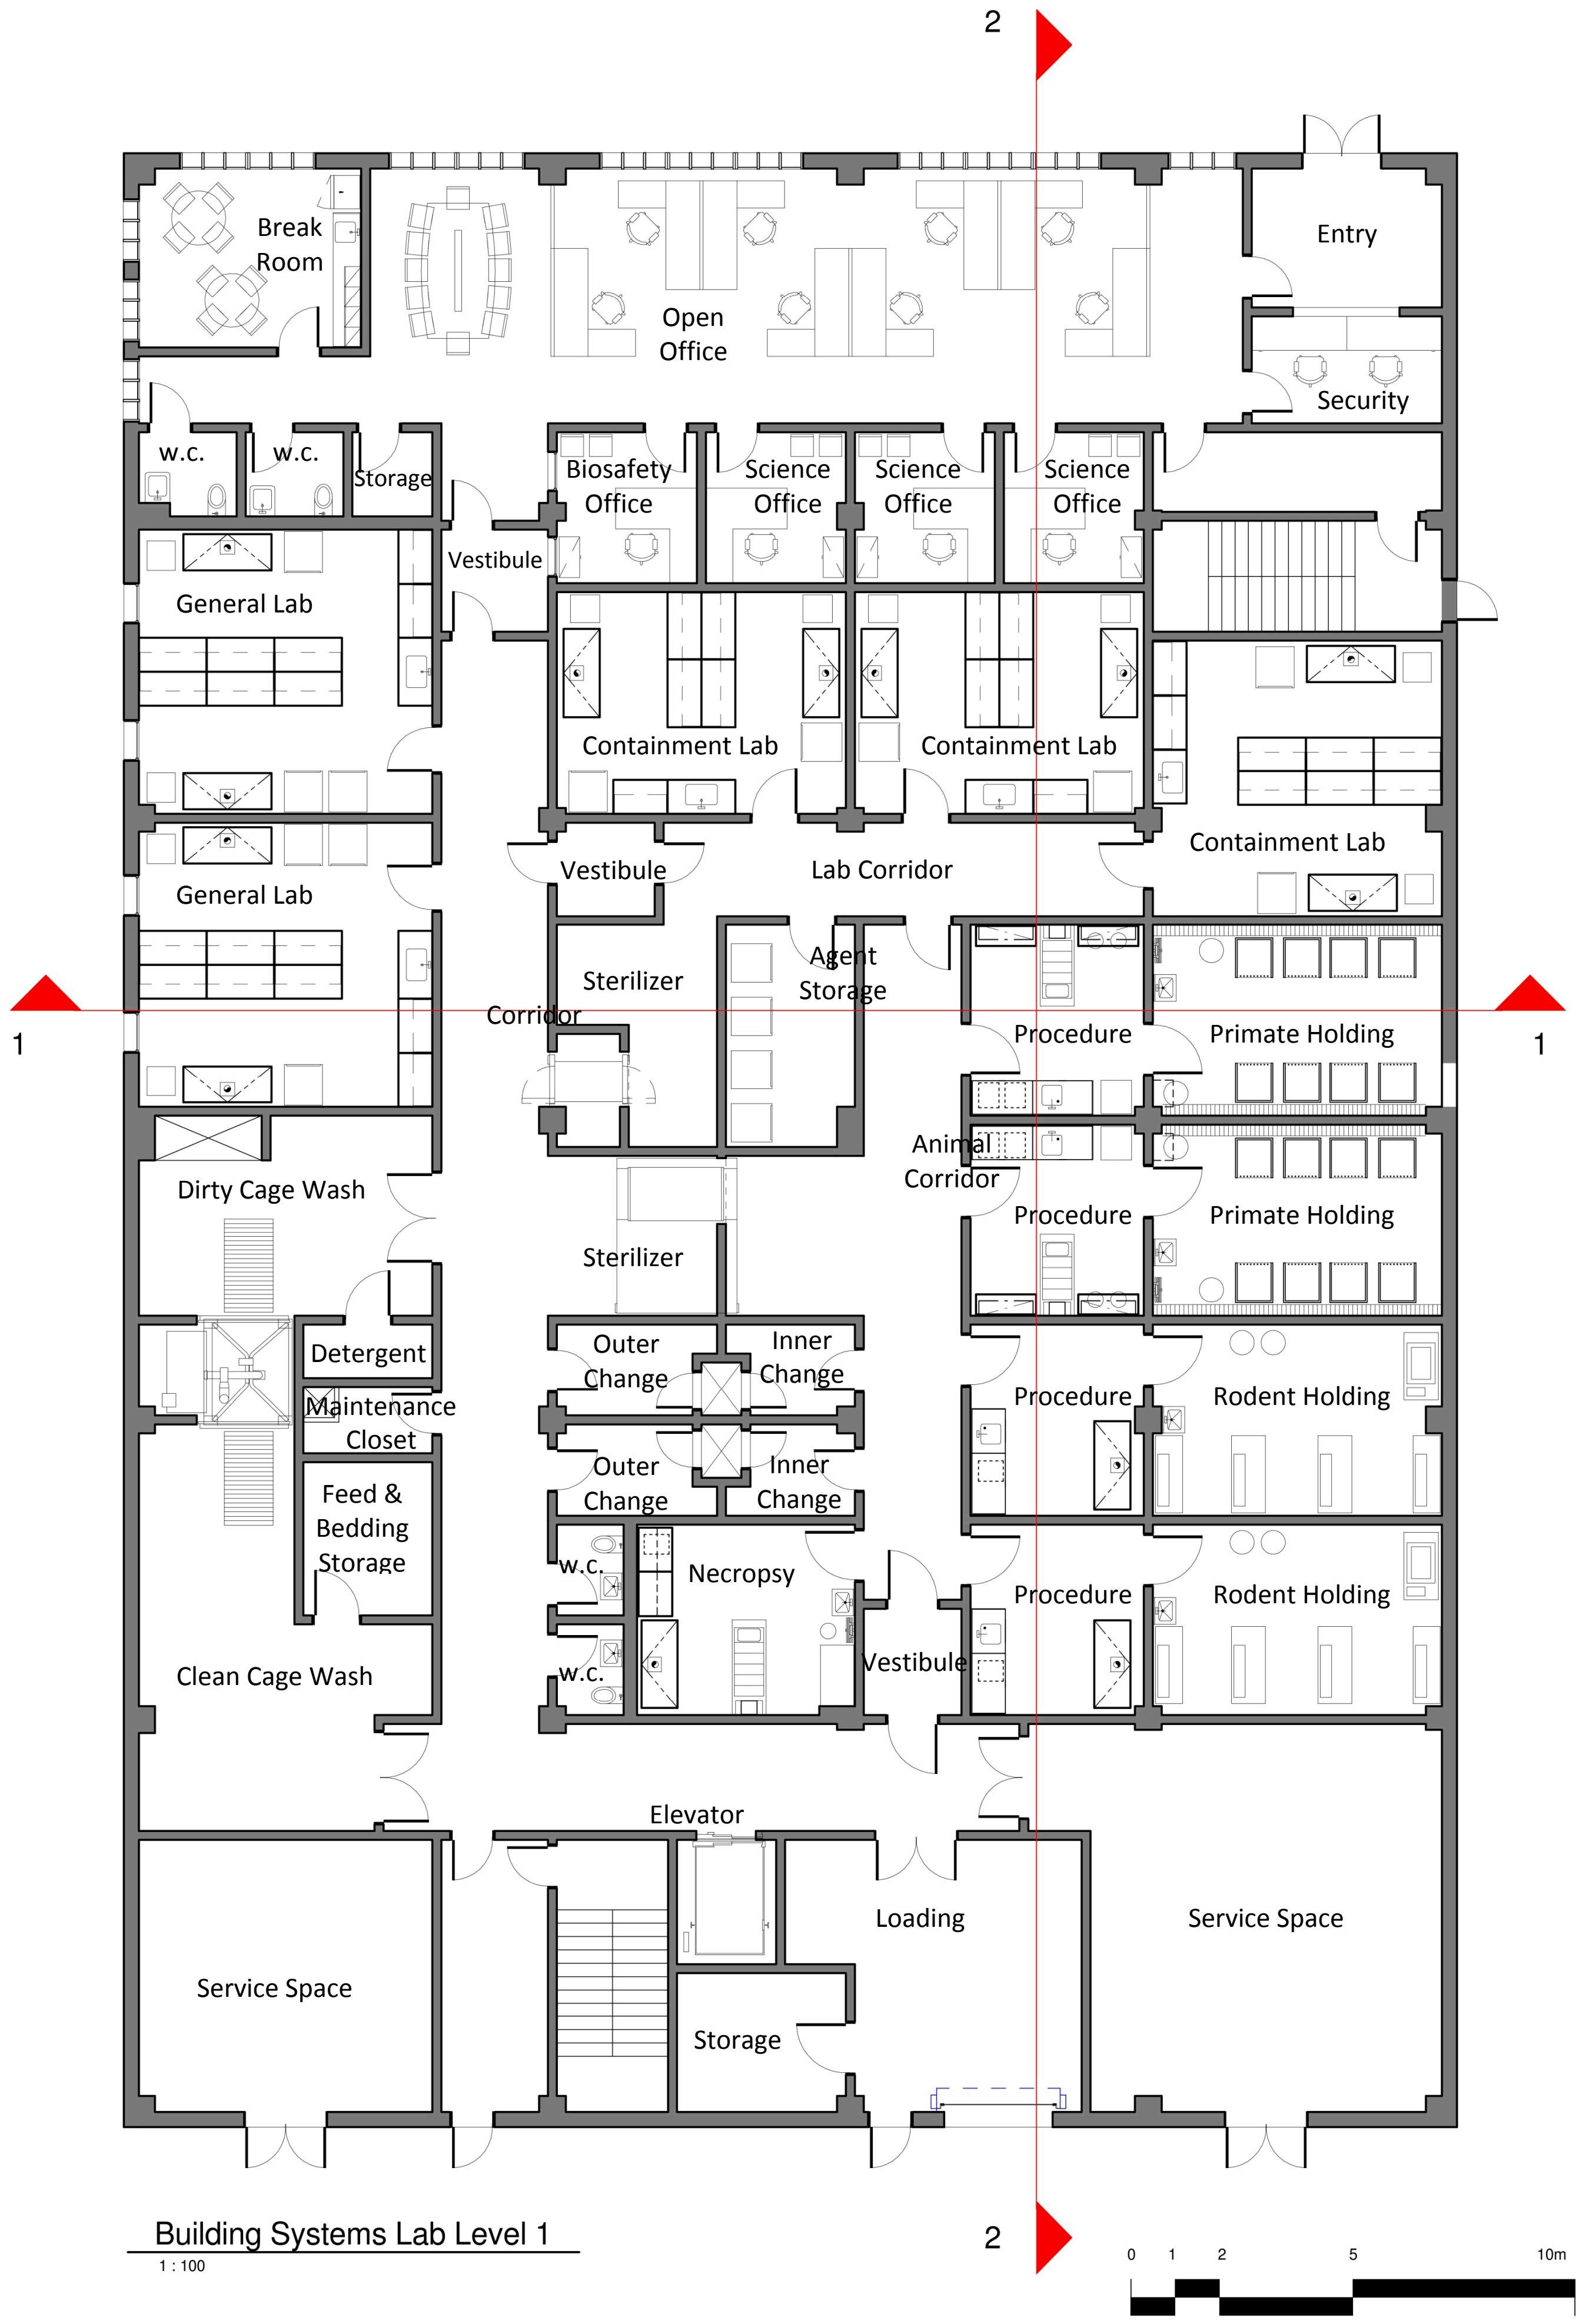 2
Break
Room
Entry
Open
Office
Security
w.c.
w.c.
Storage
Biosafety
Office
Science
Office
Science
Office
Science
Office
Vestibule
General Lab
Containment Lab
Containment Lab
Containment Lab
Vestibule
Lab Corridor
General Lab
Agent
Storage
Sterilizer
Corridor
1
Procedure
Primate Holding
1
Animal
Corridor
Dirty Cage Wash
Procedure
Primate Holding
Sterilizer
Detergent
Outer
Change
Inner
Change
Maintenance
Closet
Procedure
Rodent Holding
Outer
Change
Inner
Change
Feed &
Bedding
Storage
w.c.
Necropsy
Procedure
Rodent Holding
Clean Cage Wash
w.c.
Vestibule
Elevator
Loading
Service Space
Service Space
Storage
Building Systems Lab Level 1
1 : 100
2
0 1 2 5 10m